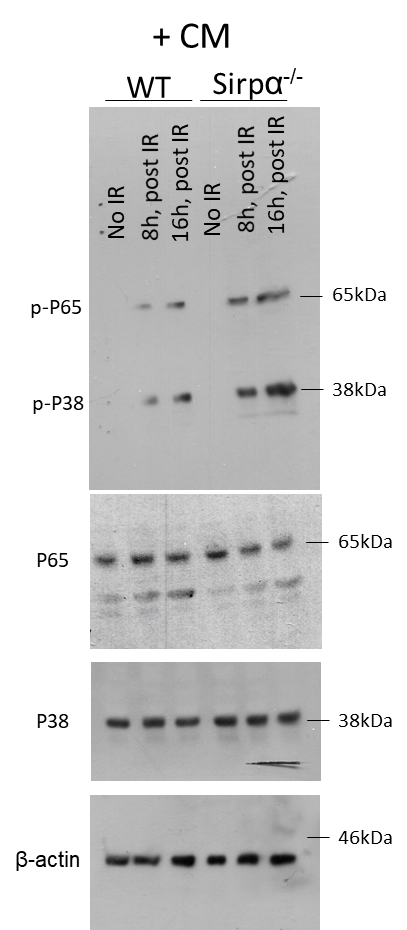 + CM
WT Sirpα-/-
No IR
8h, post IR
16h, post IR
No IR
8h, post IR
16h, post IR
p-P65 65kDa
p-P38 38kDa
P65 65kDa
P38 38kDa
β-actin 46kDa